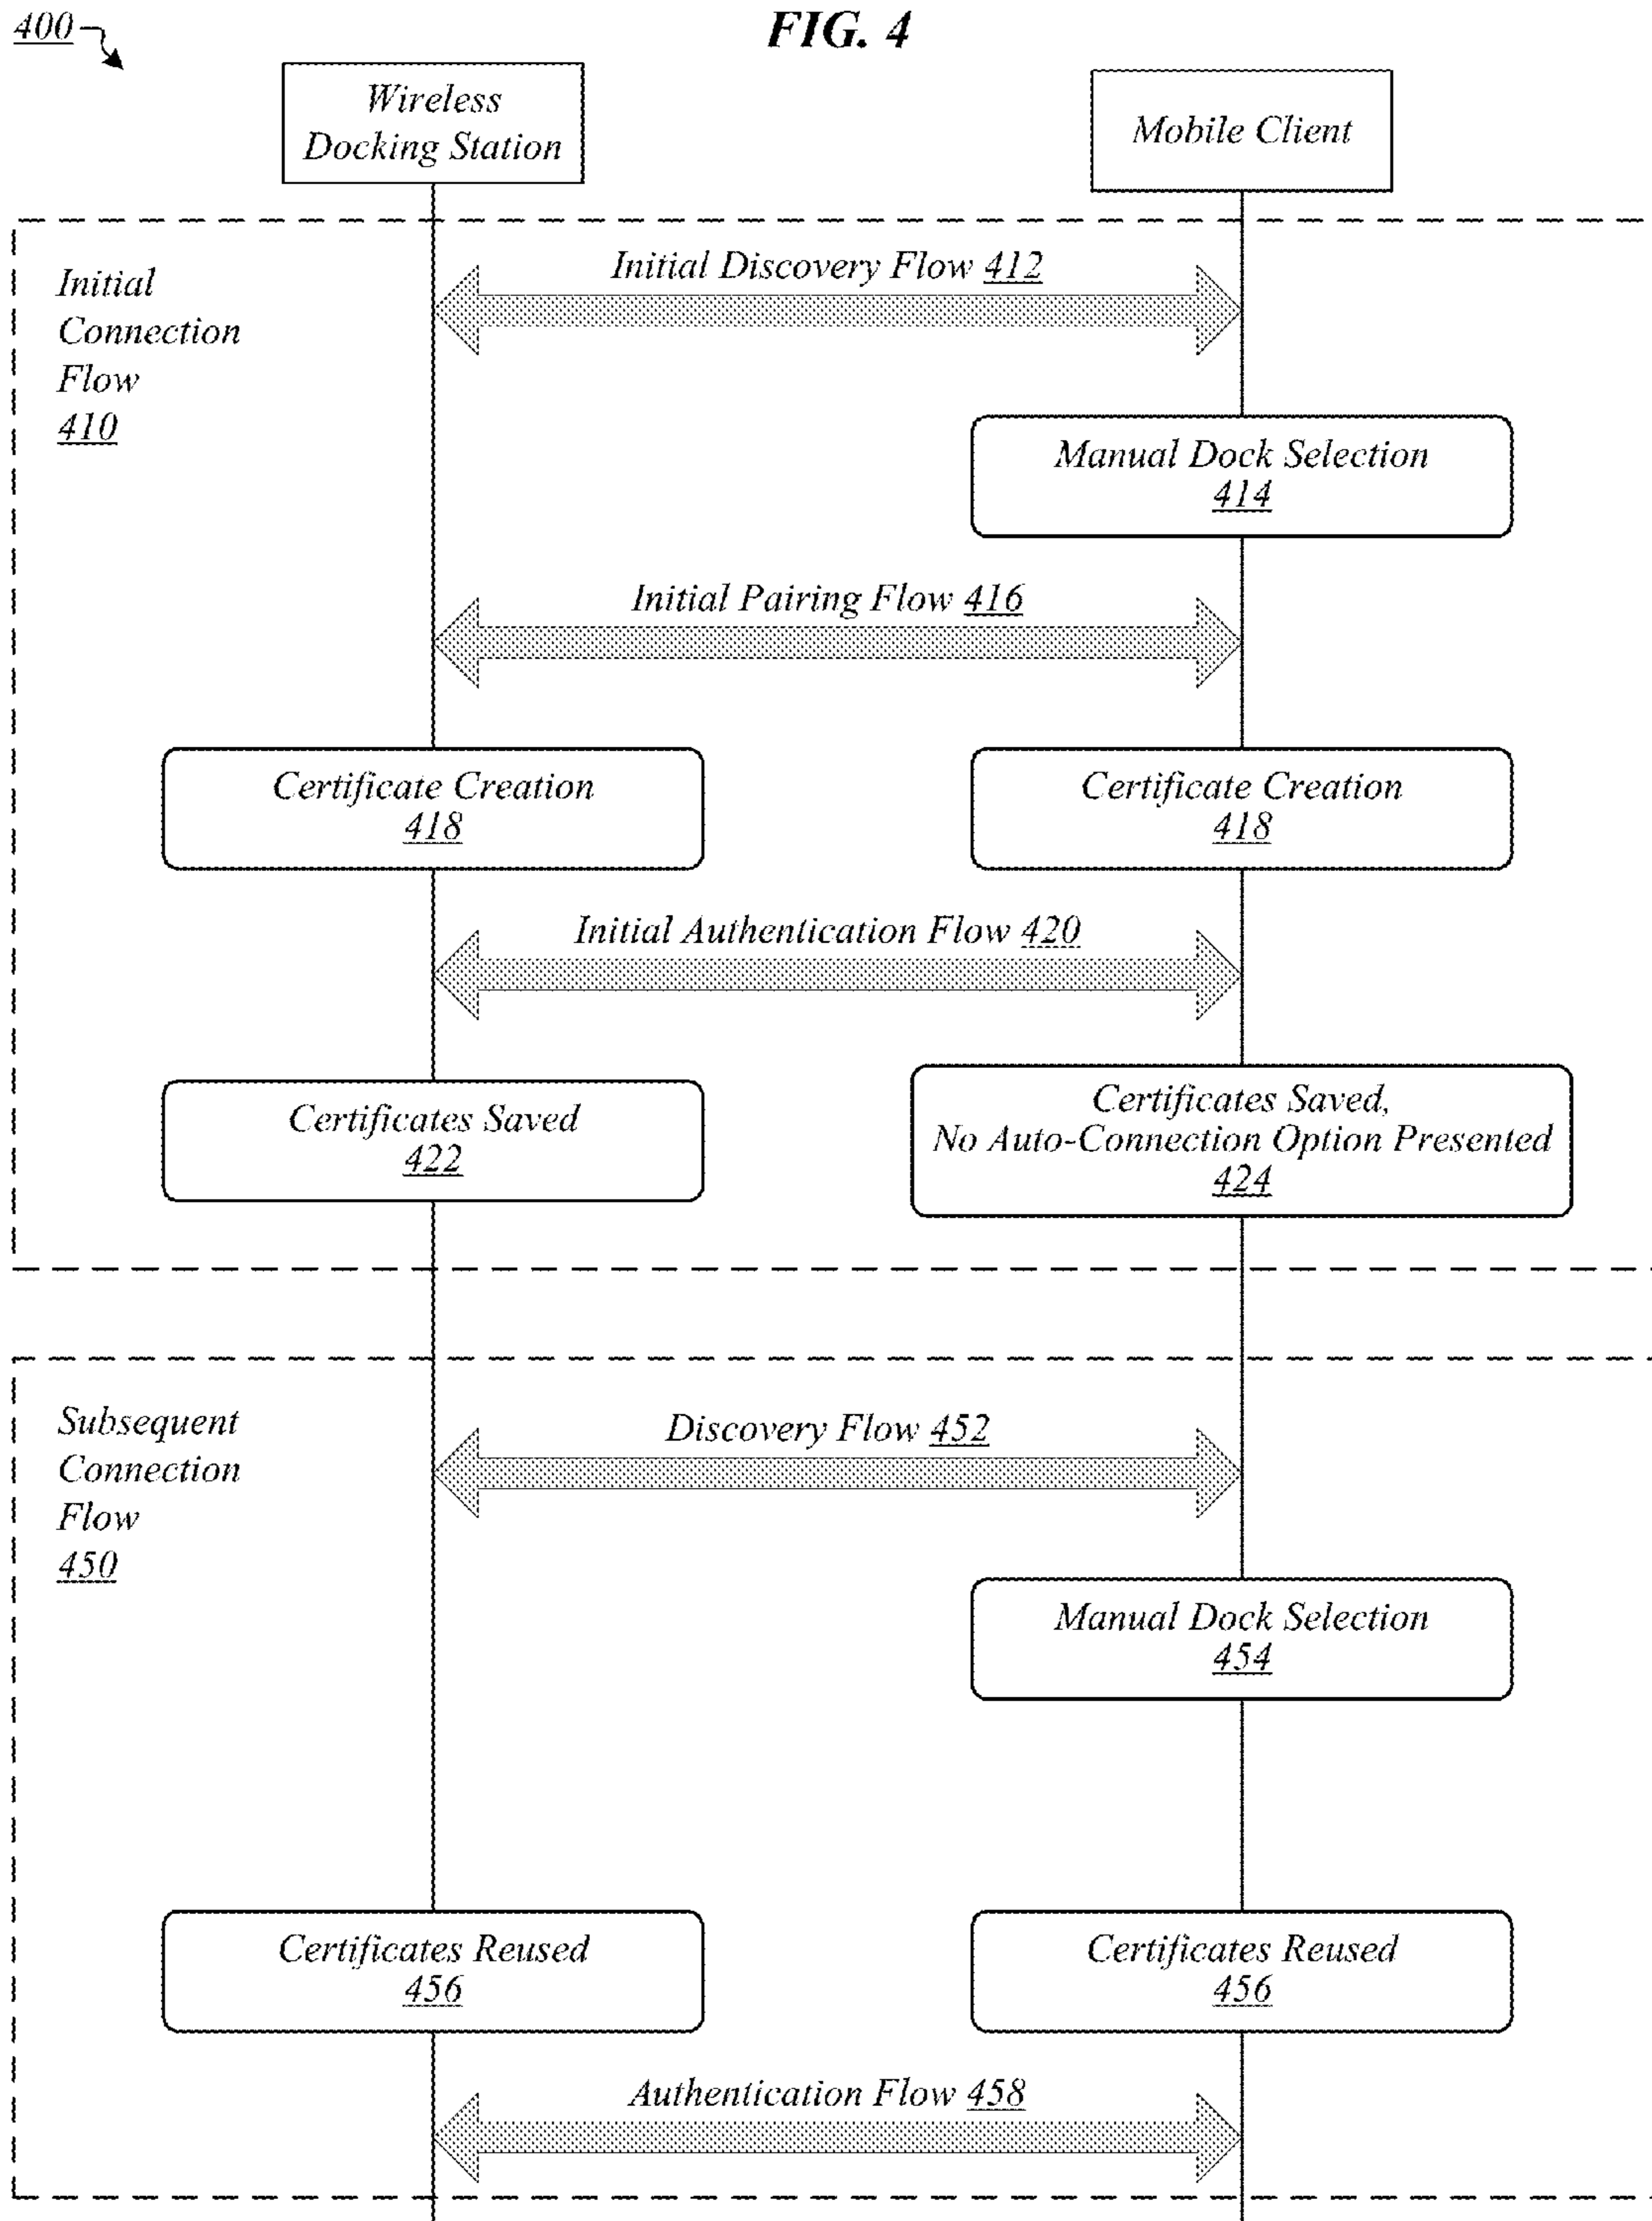 400
FIG. 4
Wireless
Docking Station
Mobile Client
Initial
Connection
Flow
410
Initial Discovery Flow 412
Manual Dock Selection
414
Initial Pairing Flow 416
Certificate Creation
418
Certificate Creation
418
Initial Authentication Flow 420
Certificates Saved
422
Certificates Saved,
No Auto-Connection Option Presented
424
Subsequent
Connection
Flow
450
Discovery Flow 452
Manual Dock Selection
454
Certificates Reused
456
Certificates Reused
456
Authentication Flow 458